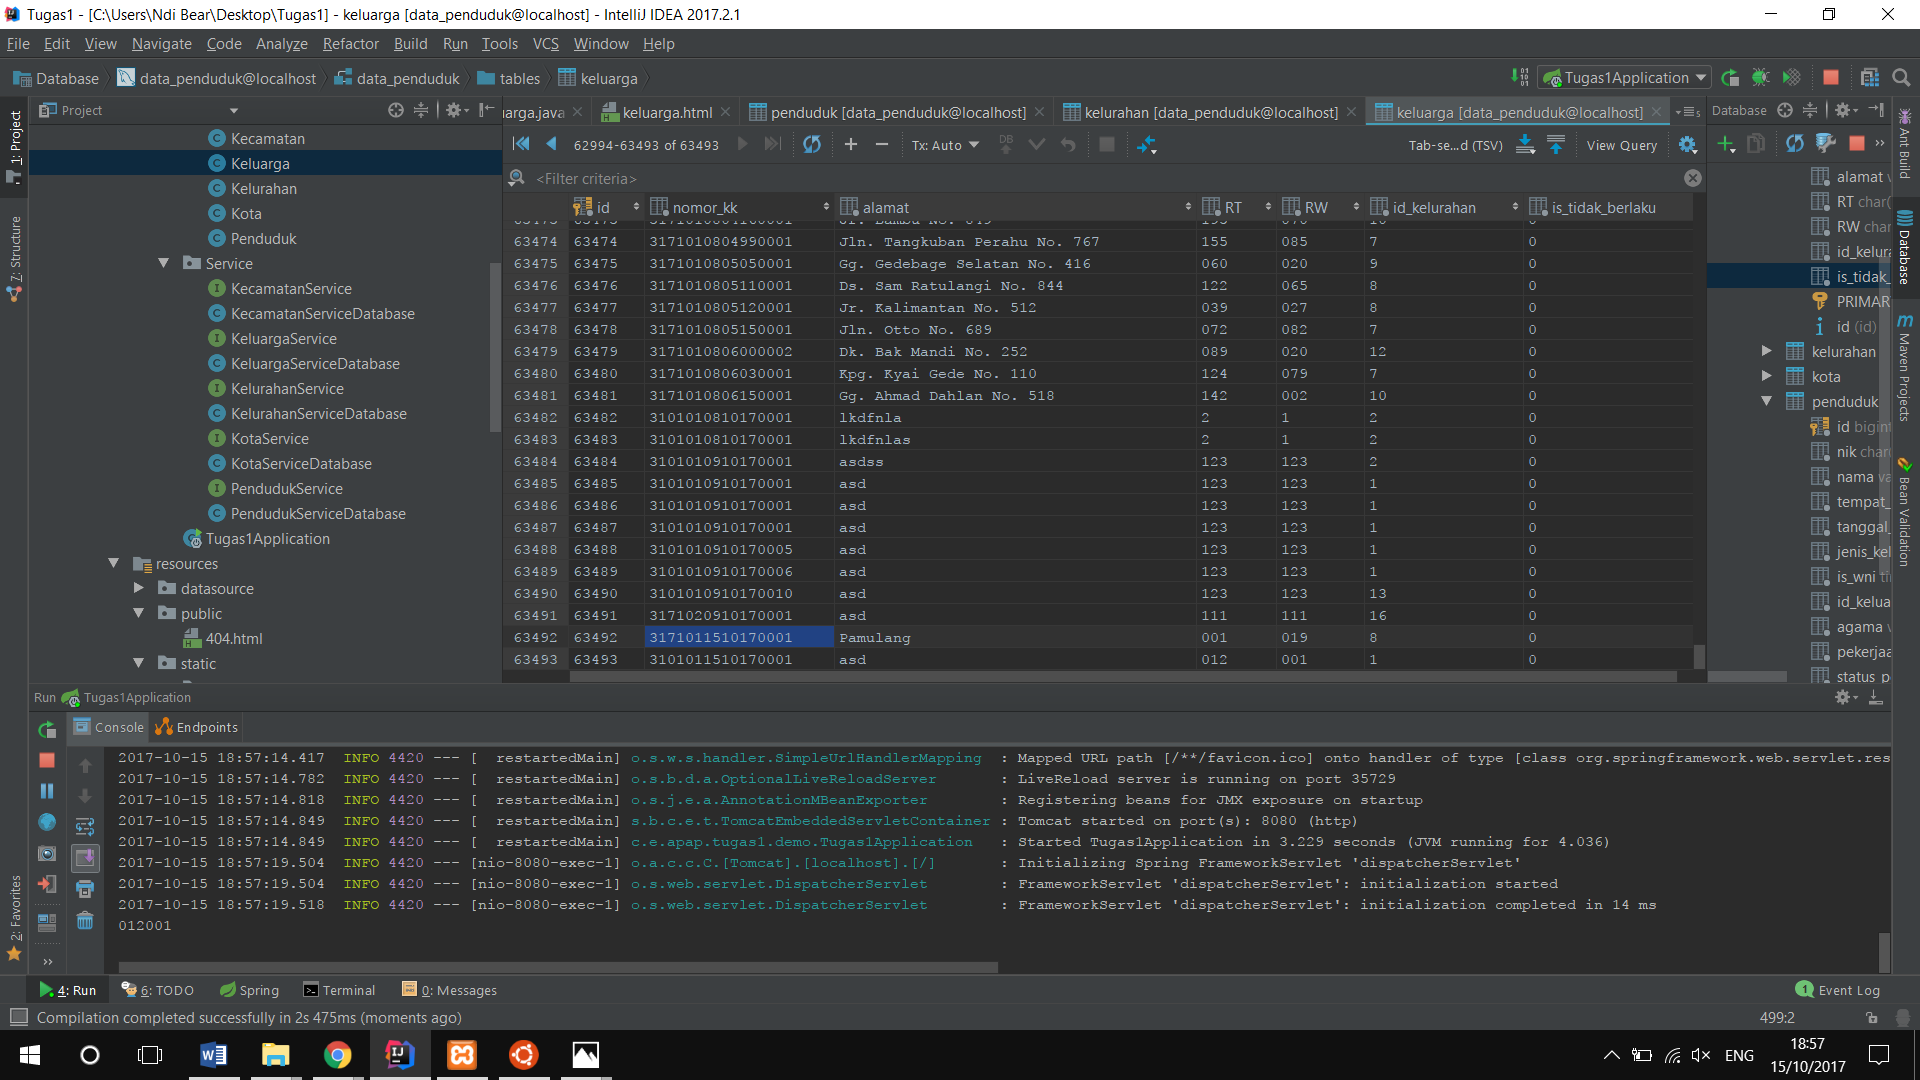 Tugas1 - [C:\Users\Ndi Bear\Desktop\Tugas1] - keluarga [data_penduduk@localhost] - IntelliJ IDEA 2017.2.1
File Edit View Navigate Code Analyze Refactor Build Run Tools VCS Window Help
Database data_penduduk@localhost data_penduduk tables keluarga Tugas1Application
Project
arga.java keluarga.html penduduk [data_penduduk@localhost] kelurahan [data_penduduk@localhost] keluarga [data_penduduk@localhost] Database
62994-63493 of 63493 Tx: Auto Tab-se...d (TSV) View Query
<Filter criteria>
id nomor_kk alamat RT RW id_kelurahan is_tidak_berlaku
63474 63474 3171010804990001 Jln. Tangkuban Perahu No. 767 155 085 7 0
63475 63475 3171010805050001 Gg. Gedebage Selatan No. 416 060 020 9 0
63476 63476 3171010805110001 Ds. Sam Ratulangi No. 844 122 065 8 0
63477 63477 3171010805120001 Jr. Kalimantan No. 512 039 027 8 0
63478 63478 3171010805150001 Jln. Otto No. 689 072 082 7 0
63479 63479 3171010806000002 Dk. Bak Mandi No. 252 089 020 12 0
63480 63480 3171010806030001 Kpg. Kyai Gede No. 110 124 079 7 0
63481 63481 3171010806150001 Gg. Ahmad Dahlan No. 518 142 002 10 0
63482 63482 3101010810170001 lkdfnla 2 1 2 0
63483 63483 3101010810170001 lkdfnlas 2 1 2 0
63484 63484 3101010910170001 asdss 123 123 2 0
63485 63485 3101010910170001 asd 123 123 1 0
63486 63486 3101010910170001 asd 123 123 1 0
63487 63487 3101010910170001 asd 123 123 1 0
63488 63488 3101010910170005 asd 123 123 1 0
63489 63489 3101010910170006 asd 123 123 1 0
63490 63490 3101010910170010 asd 123 123 13 0
63491 63491 3171020910170001 asd 111 111 16 0
63492 63492 3171011510170001 Pamulang 001 019 8 0
63493 63493 3101011510170001 asd 012 001 1 0
Kecamatan
Keluarga
Kelurahan
Kota
Penduduk
Service
KecamatanService
KecamatanServiceDatabase
KeluargaService
KeluargaServiceDatabase
KelurahanService
KelurahanServiceDatabase
KotaService
KotaServiceDatabase
PendudukService
PendudukServiceDatabase
Tugas1Application
resources
datasource
public
404.html
static
alamat v
RT char(
RW char
id_kelura
is_tidak_
PRIMAR
id (id)
kelurahan
kota
penduduk
id bigint
nik char(
nama va
tempat_
tanggal_
jenis_kel
is_wni ti
id_kelua
agama v
pekerjaa
status_p
1: Project
7: Structure
2: Favorites
Ant Build
Database
m Maven Projects
Bean Validation
Run Tugas1Application
Console Endpoints
2017-10-15 18:57:14.417 INFO 4420 --- [ restartedMain] o.s.w.s.handler.SimpleUrlHandlerMapping : Mapped URL path [/**/favicon.ico] onto handler of type [class org.springframework.web.servlet.res
2017-10-15 18:57:14.782 INFO 4420 --- [ restartedMain] o.s.b.d.a.OptionalLiveReloadServer : LiveReload server is running on port 35729
2017-10-15 18:57:14.818 INFO 4420 --- [ restartedMain] o.s.j.e.a.AnnotationMBeanExporter : Registering beans for JMX exposure on startup
2017-10-15 18:57:14.849 INFO 4420 --- [ restartedMain] s.b.c.e.t.TomcatEmbeddedServletContainer : Tomcat started on port(s): 8080 (http)
2017-10-15 18:57:14.849 INFO 4420 --- [ restartedMain] c.e.apap.tugas1.demo.Tugas1Application : Started Tugas1Application in 3.229 seconds (JVM running for 4.036)
2017-10-15 18:57:19.504 INFO 4420 --- [nio-8080-exec-1] o.a.c.c.C.[Tomcat].[localhost].[/] : Initializing Spring FrameworkServlet 'dispatcherServlet'
2017-10-15 18:57:19.504 INFO 4420 --- [nio-8080-exec-1] o.s.web.servlet.DispatcherServlet : FrameworkServlet 'dispatcherServlet': initialization started
2017-10-15 18:57:19.518 INFO 4420 --- [nio-8080-exec-1] o.s.web.servlet.DispatcherServlet : FrameworkServlet 'dispatcherServlet': initialization completed in 14 ms
012001
4: Run 6: TODO Spring Terminal 0: Messages 1 Event Log
Compilation completed successfully in 2s 475ms (moments ago) 499:2
ENG 18:57
15/10/2017